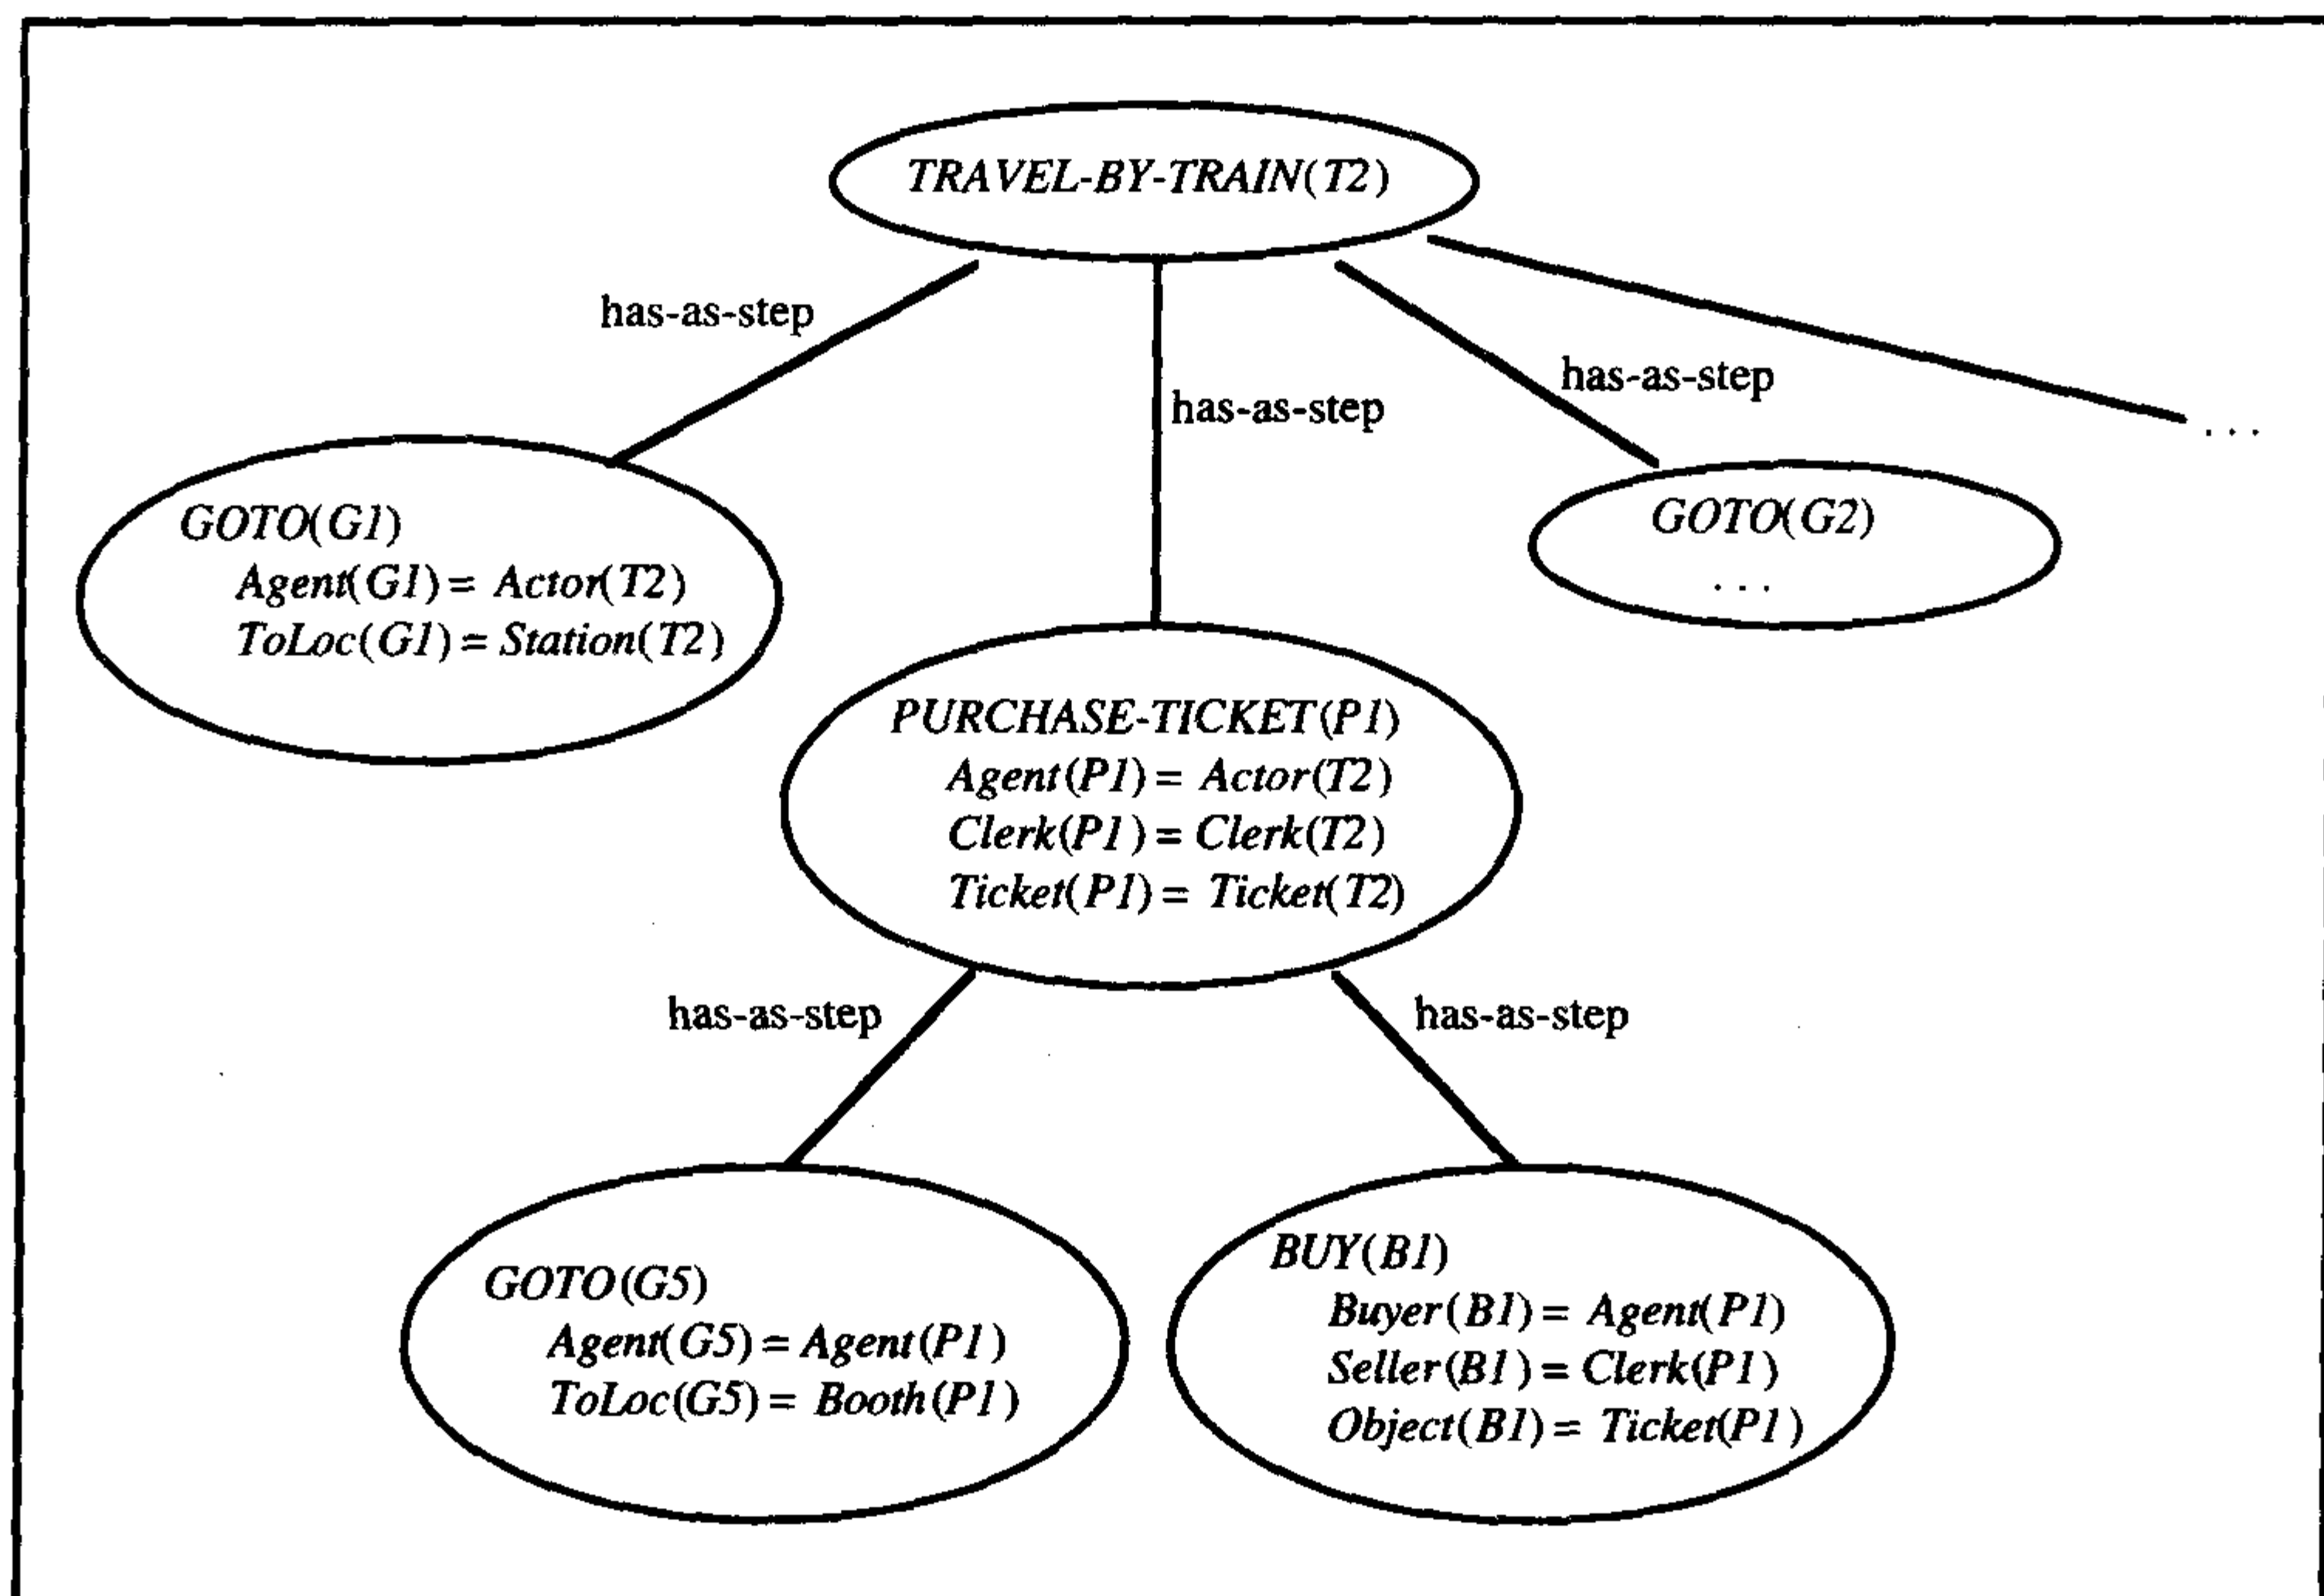 TRAVEL-BY-TRAIN(T2)
has-as-step
has-as-step
has-as-step
. . .
GOTO(G1)
Agent(G1) = Actor(T2)
ToLoc(G1) = Station(T2)
GOTO(G2)
. . .
PURCHASE-TICKET(P1)
Agent(P1) = Actor(T2)
Clerk(P1) = Clerk(T2)
Ticket(P1) = Ticket(T2)
has-as-step
has-as-step
GOTO(G5)
Agent(G5) = Agent(P1)
ToLoc(G5) = Booth(P1)
BUY(B1)
Buyer(B1) = Agent(P1)
Seller(B1) = Clerk(P1)
Object(B1) = Ticket(P1)